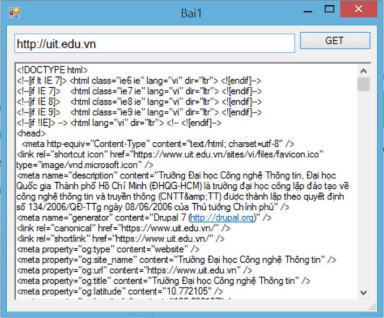 Bai1
http://uit.edu.vn
GET
<!DOCTYPE html>
<!--[if lt IE 7]> <html class="ie6 ie" lang="vi" dir="ltr"> <![endif]-->
<!--[if IE 7]>    <html class="ie7 ie" lang="vi" dir="ltr"> <![endif]-->
<!--[if IE 8]>    <html class="ie8 ie" lang="vi" dir="ltr"> <![endif]-->
<!--[if IE 9]>    <html class="ie9 ie" lang="vi" dir="ltr"> <![endif]-->
<!--[if !IE]> --> <html lang="vi" dir="ltr"> <!-- <![endif]-->
<head>
<meta http-equiv="Content-Type" content="text/html; charset=utf-8" />
<link rel="shortcut icon" href="https://www.uit.edu.vn/sites/vi/files/favicon.ico"
type="image/vnd.microsoft.icon" />
<meta name="description" content="Trường Đại học Công nghệ Thông tin, Đại học
Quốc gia Thành phố Hồ Chí Minh (ĐHQG-HCM) là trường đại học công lập đào tạo về
công nghệ thông tin và truyền thông (CNTT&amp;TT) được thành lập theo quyết định
số 134/2006/QĐ-TTg ngày 08/06/2006 của Thủ tướng Chính phủ" />
<meta name="generator" content="Drupal 7 (http://drupal.org)" />
<link rel="canonical" href="https://www.uit.edu.vn/" />
<link rel="shortlink" href="https://www.uit.edu.vn/" />
<meta property="og:type" content="website" />
<meta property="og:site_name" content="Trường Đại học Công nghệ Thông tin" />
<meta property="og:url" content="https://www.uit.edu.vn" />
<meta property="og:title" content="Trường Đại học Công nghệ Thông tin" />
<meta property="og:latitude" content="10.772105" />